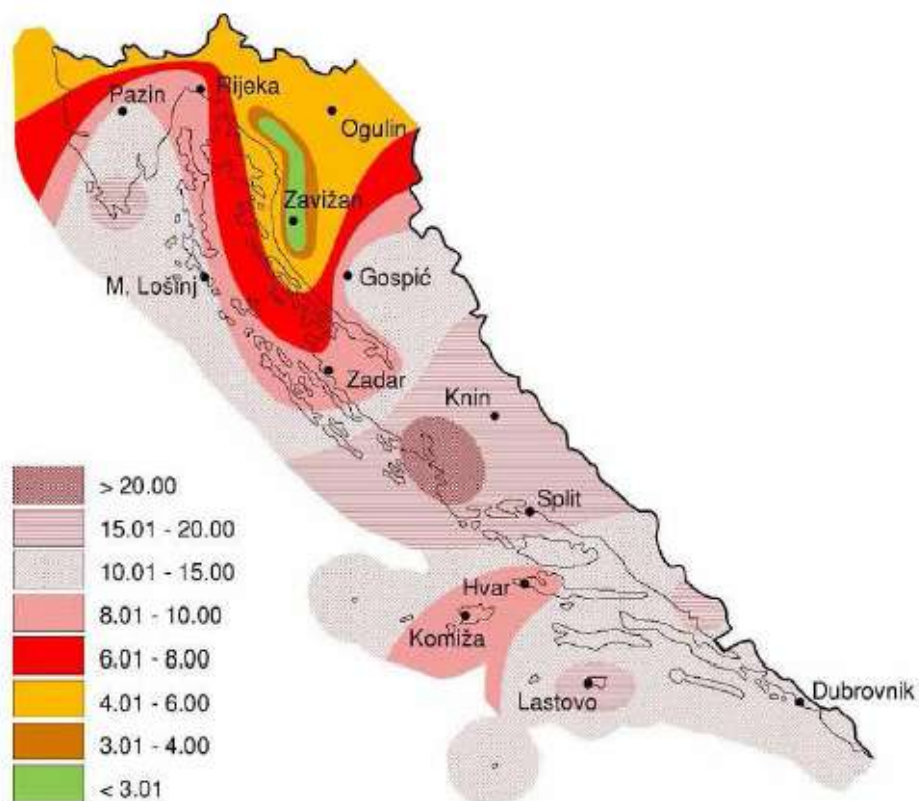 Rijeka
Pazin
Ogulin
Zavižan
M. Lošinj
Gospić
Zadar
Knin
Split
Hvar
Komiža
Lastovo
Dubrovnik
> 20.00
15.01 - 20.00
10.01 - 15.00
8.01 - 10.00
6.01 - 8.00
4.01 - 6.00
3.01 - 4.00
< 3.01